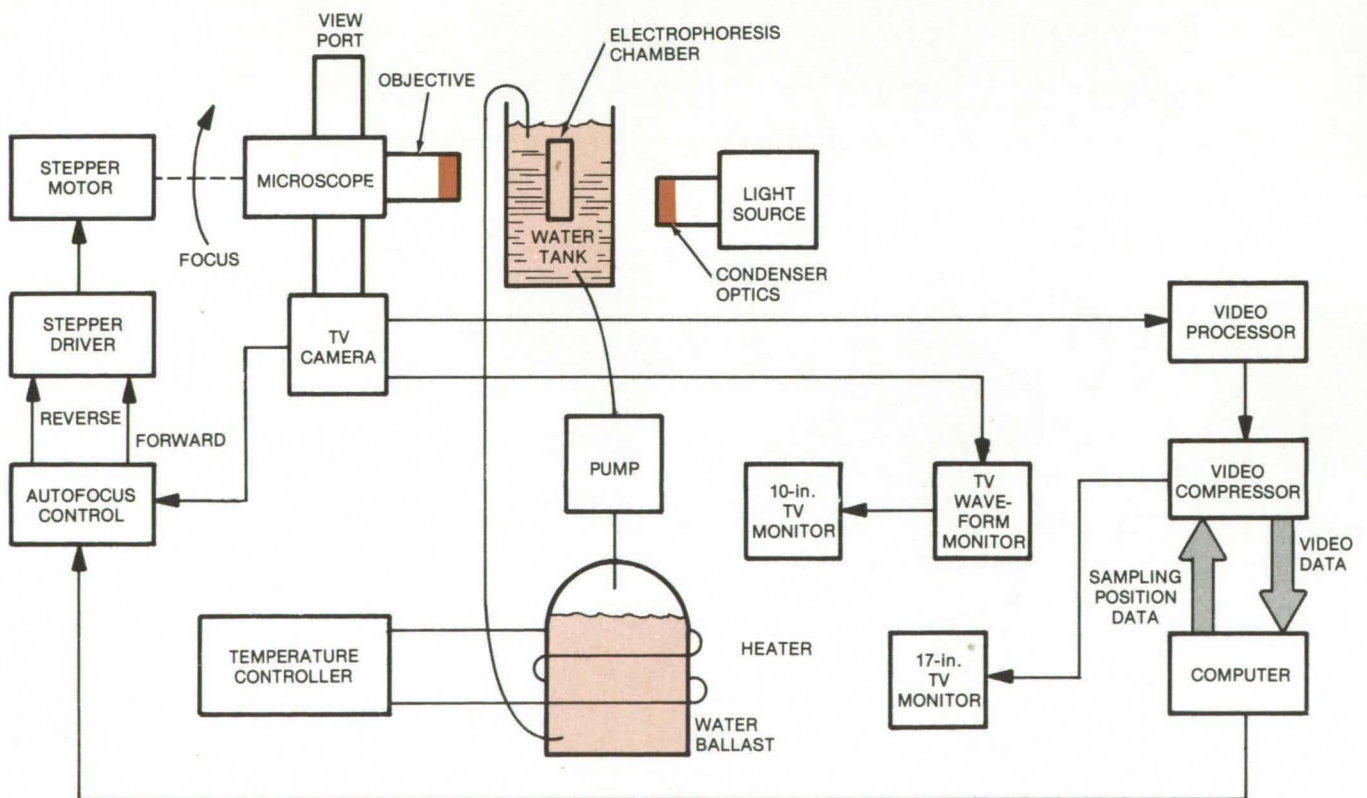 VIEW
PORT
ELECTROPHORESIS
CHAMBER
OBJECTIVE
STEPPER
MOTOR
MICROSCOPE
LIGHT
SOURCE
FOCUS
WATER
TANK
CONDENSER
OPTICS
STEPPER
DRIVER
TV
CAMERA
VIDEO
PROCESSOR
REVERSE
FORWARD
PUMP
AUTOFOCUS
CONTROL
10-in.
TV
MONITOR
TV
WAVE-
FORM
MONITOR
VIDEO
COMPRESSOR
SAMPLING
POSITION
DATA
VIDEO
DATA
TEMPERATURE
CONTROLLER
HEATER
17-in.
TV
MONITOR
COMPUTER
WATER
BALLAST